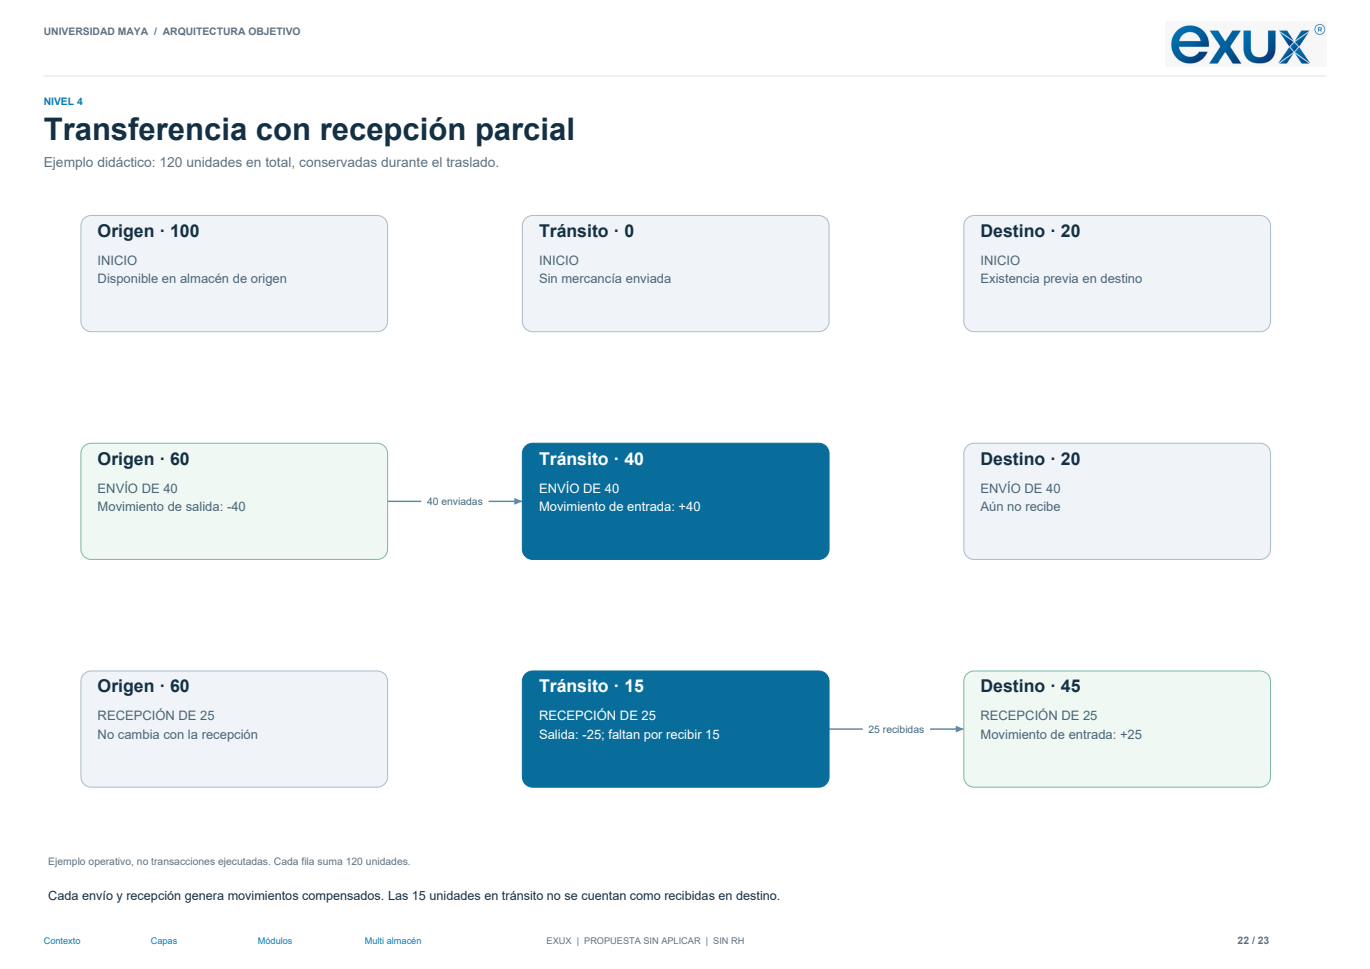 UNIVERSIDAD MAYA / ARQUITECTURA OBJETIVO
exux®
NIVEL 4
Transferencia con recepción parcial
Ejemplo didáctico: 120 unidades en total, conservadas durante el traslado.
Origen · 100
INICIO
Disponible en almacén de origen
Tránsito · 0
INICIO
Sin mercancía enviada
Destino · 20
INICIO
Existencia previa en destino
Origen · 60
ENVÍO DE 40
Movimiento de salida: -40
40 enviadas
Tránsito · 40
ENVÍO DE 40
Movimiento de entrada: +40
Destino · 20
ENVÍO DE 40
Aún no recibe
Origen · 60
RECEPCIÓN DE 25
No cambia con la recepción
Tránsito · 15
RECEPCIÓN DE 25
Salida: -25; faltan por recibir 15
25 recibidas
Destino · 45
RECEPCIÓN DE 25
Movimiento de entrada: +25
Ejemplo operativo, no transacciones ejecutadas. Cada fila suma 120 unidades.
Cada envío y recepción genera movimientos compensados. Las 15 unidades en tránsito no se cuentan como recibidas en destino.
Contexto Capas Módulos Multi almacén EXUX | PROPUESTA SIN APLICAR | SIN RH 22 / 23